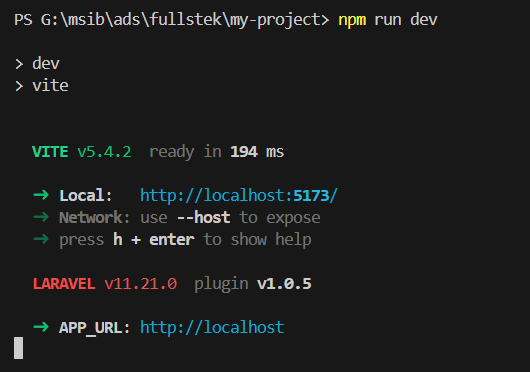 PS G:\msib\ads\fullstek\my-project> npm run dev
> dev
> vite
VITE v5.4.2 ready in 194 ms
➜ Local: http://localhost:5173/
➜ Network: use --host to expose
➜ press h + enter to show help
LARAVEL v11.21.0 plugin v1.0.5
➜ APP_URL: http://localhost